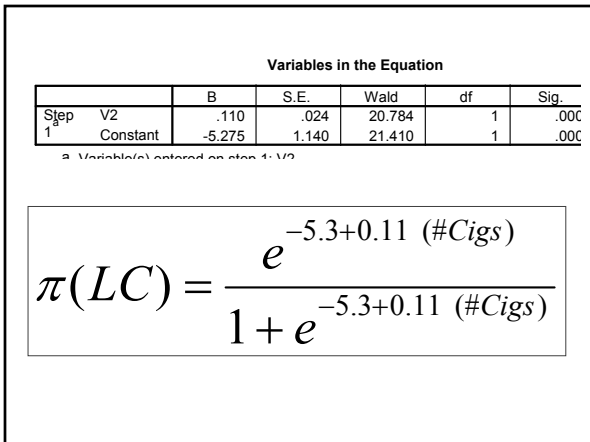 Variables in the Equation
B S.E. Wald df Sig.
Step 1a V2 .110 .024 20.784 1 .000
Constant -5.275 1.140 21.410 1 .000
a. Variable(s) entered on step 1: V2
π(LC) = e^(−5.3+0.11 (#Cigs)) / (1 + e^(−5.3+0.11 (#Cigs)))